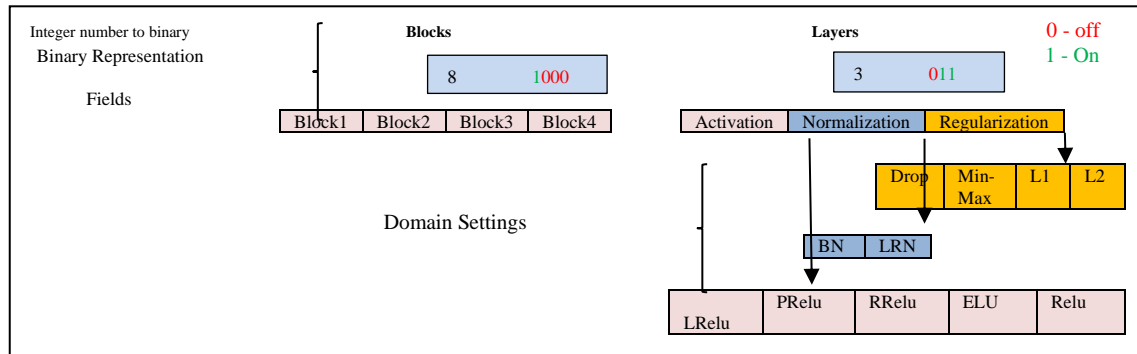 Integer number to binary Blocks Layers 0 - off
Binary Representation 1 - On
8 1000 3 011
Fields
Block1 Block2 Block3 Block4 Activation Normalization Regularization
Drop Min-Max L1 L2
Domain Settings
BN LRN
LRelu PRelu RRelu ELU Relu